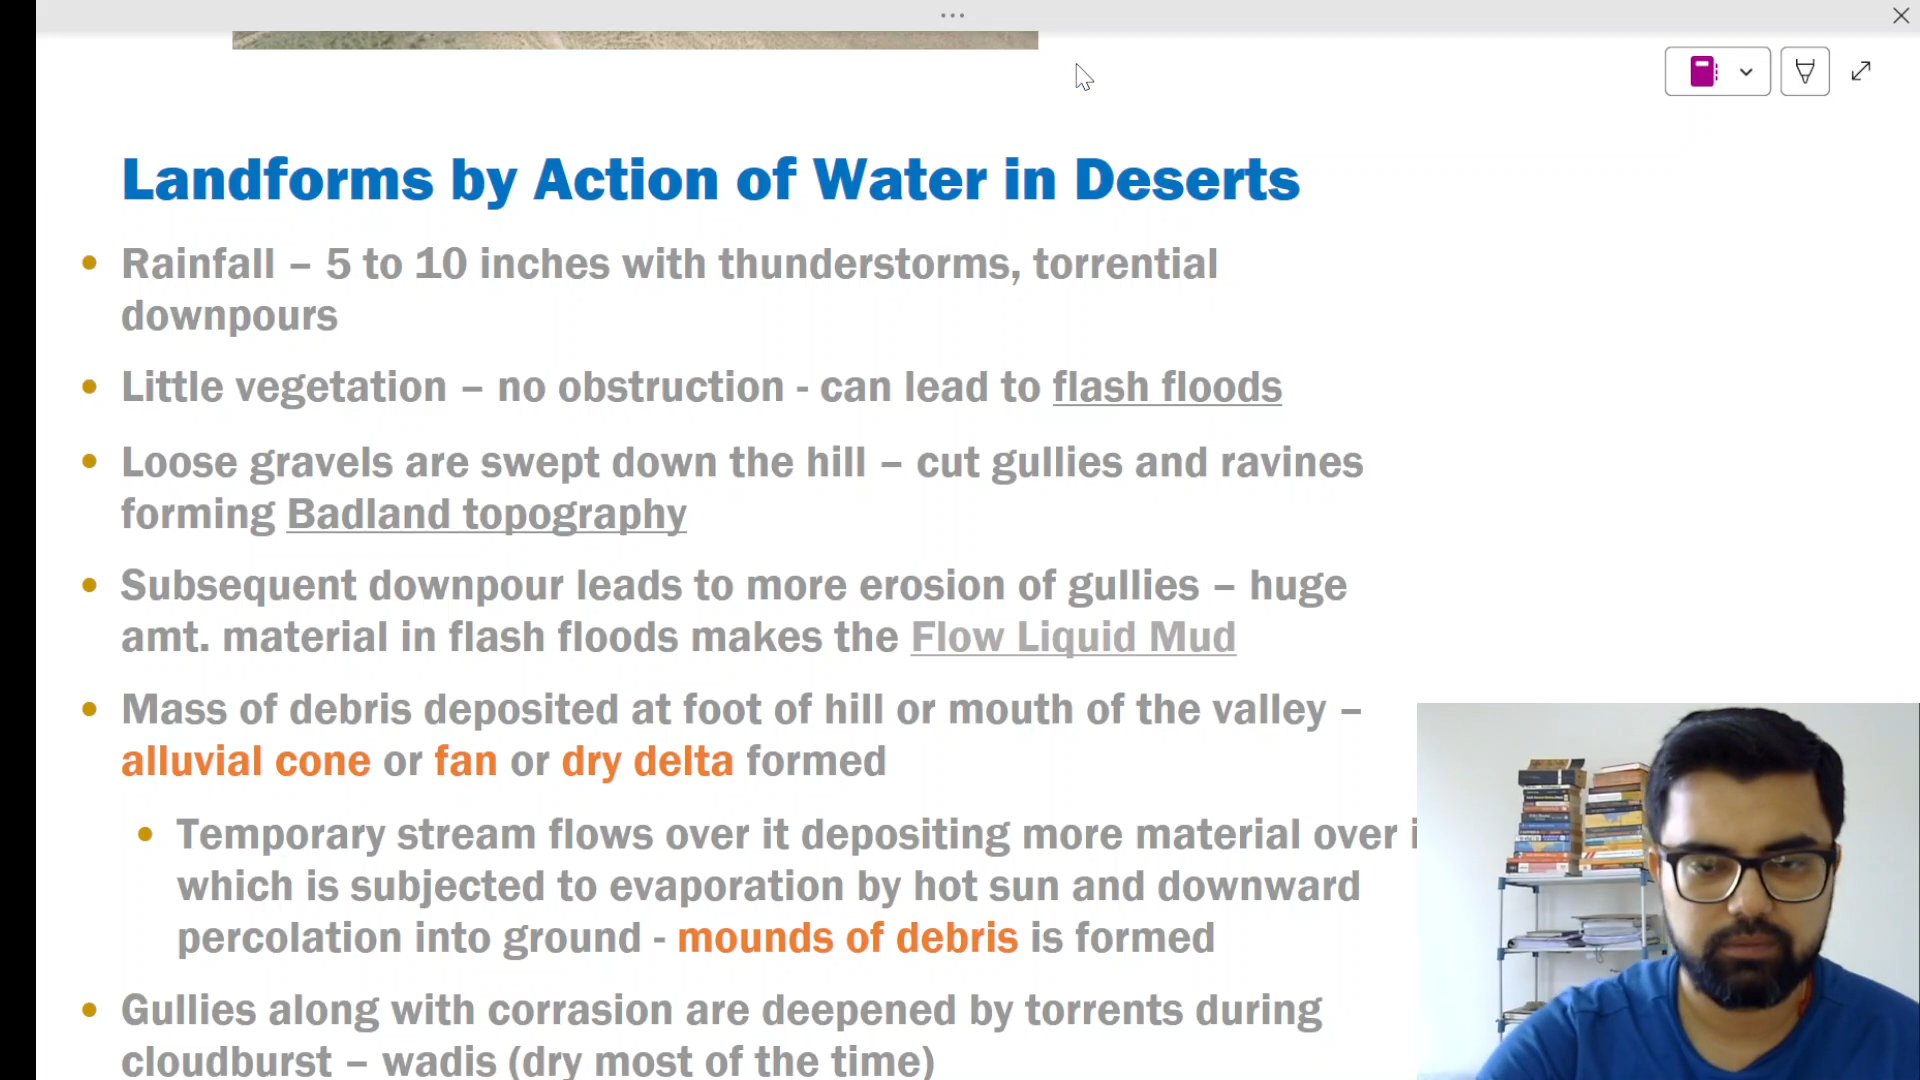 Landforms by Action of Water in Deserts
• Rainfall – 5 to 10 inches with thunderstorms, torrential
downpours
• Little vegetation – no obstruction - can lead to flash floods
• Loose gravels are swept down the hill – cut gullies and ravines
forming Badland topography
• Subsequent downpour leads to more erosion of gullies – huge
amt. material in flash floods makes the Flow Liquid Mud
• Mass of debris deposited at foot of hill or mouth of the valley –
alluvial cone or fan or dry delta formed
• Temporary stream flows over it depositing more material over
which is subjected to evaporation by hot sun and downward
percolation into ground - mounds of debris is formed
• Gullies along with corrasion are deepened by torrents during
cloudburst – wadis (dry most of the time)